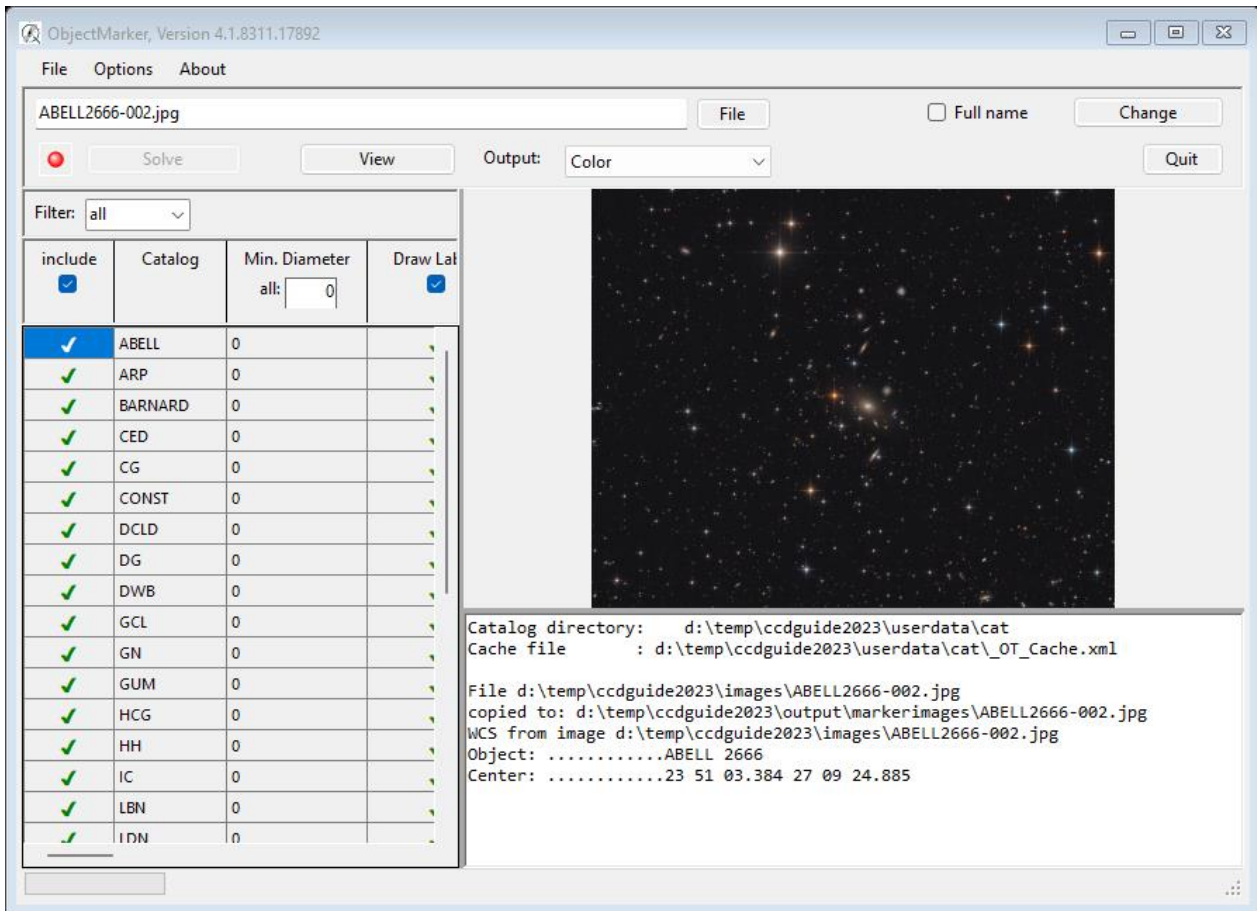 ObjectMarker, Version 4.1.8311.17892
File Options About
ABELL2666-002.jpg File Full name Change
Solve View Output: Color Quit
Filter: all
include Catalog Min. Diameter Draw Lab
all: 0
ABELL 0
ARP 0
BARNARD 0
CED 0
CG 0
CONST 0
DCLD 0
DG 0
DWB 0
GCL 0
GN 0
GUM 0
HCG 0
HH 0
IC 0
LBN 0
LDN 0
Catalog directory: d:\temp\ccdguide2023\userdata\cat
Cache file : d:\temp\ccdguide2023\userdata\cat\_OT_Cache.xml
File d:\temp\ccdguide2023\images\ABELL2666-002.jpg
copied to: d:\temp\ccdguide2023\output\markerimages\ABELL2666-002.jpg
WCS from image d:\temp\ccdguide2023\images\ABELL2666-002.jpg
Object: ............ABELL 2666
Center: ............23 51 03.384 27 09 24.885